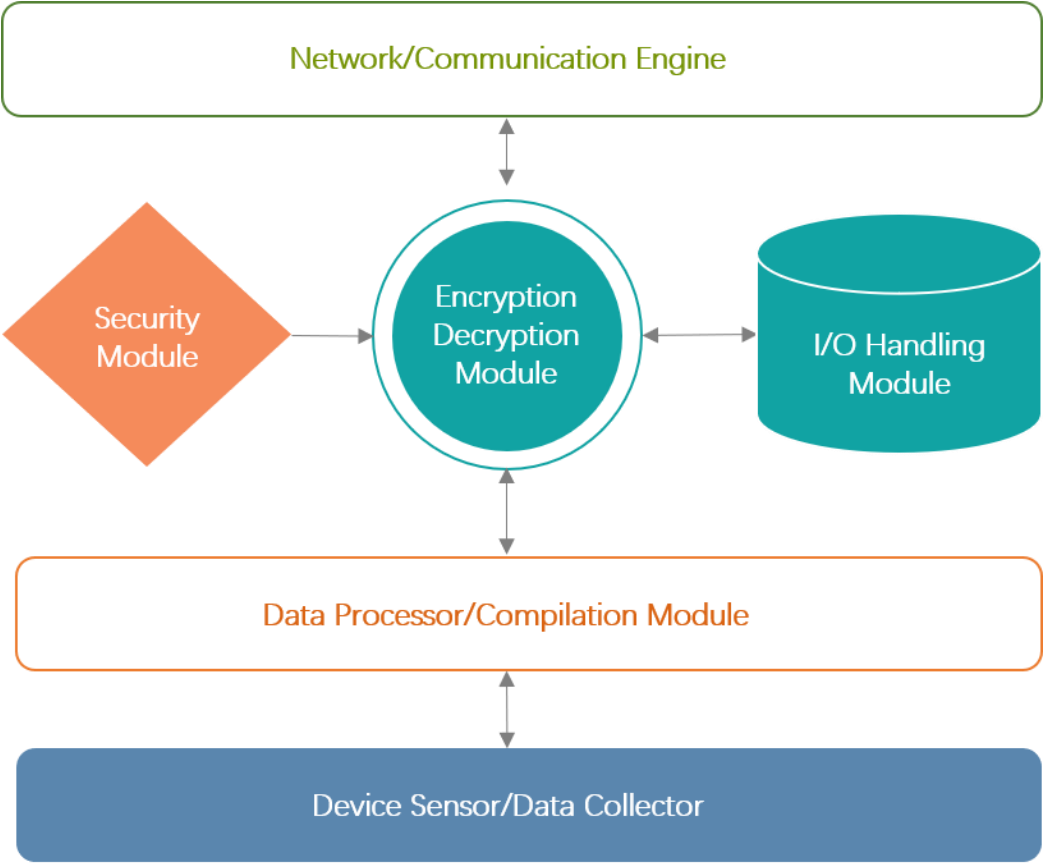 Network/Communication Engine
Security
Module
Encryption
Decryption
Module
I/O Handling
Module
Data Processor/Compilation Module
Device Sensor/Data Collector